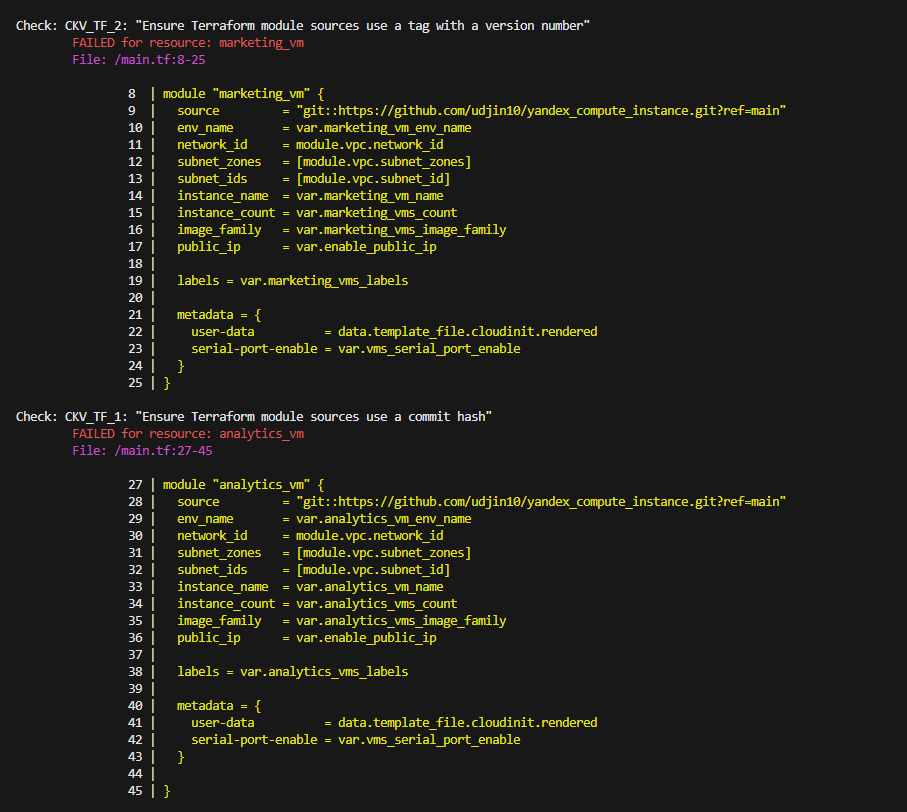 Check: CKV_TF_2: "Ensure Terraform module sources use a tag with a version number"
        FAILED for resource: marketing_vm
        File: /main.tf:8-25

                8  | module "marketing_vm" {
                9  |   source         = "git::https://github.com/udjin10/yandex_compute_instance.git?ref=main"
                10 |   env_name       = var.marketing_vm_env_name
                11 |   network_id     = module.vpc.network_id
                12 |   subnet_zones   = [module.vpc.subnet_zones]
                13 |   subnet_ids     = [module.vpc.subnet_id]
                14 |   instance_name  = var.marketing_vm_name
                15 |   instance_count = var.marketing_vms_count
                16 |   image_family   = var.marketing_vms_image_family
                17 |   public_ip      = var.enable_public_ip
                18 |
                19 |   labels = var.marketing_vms_labels
                20 |
                21 |   metadata = {
                22 |     user-data          = data.template_file.cloudinit.rendered
                23 |     serial-port-enable = var.vms_serial_port_enable
                24 |   }
                25 | }

Check: CKV_TF_1: "Ensure Terraform module sources use a commit hash"
        FAILED for resource: analytics_vm
        File: /main.tf:27-45

                27 | module "analytics_vm" {
                28 |   source         = "git::https://github.com/udjin10/yandex_compute_instance.git?ref=main"
                29 |   env_name       = var.analytics_vm_env_name
                30 |   network_id     = module.vpc.network_id
                31 |   subnet_zones   = [module.vpc.subnet_zones]
                32 |   subnet_ids     = [module.vpc.subnet_id]
                33 |   instance_name  = var.analytics_vm_name
                34 |   instance_count = var.analytics_vms_count
                35 |   image_family   = var.analytics_vms_image_family
                36 |   public_ip      = var.enable_public_ip
                37 |
                38 |   labels = var.analytics_vms_labels
                39 |
                40 |   metadata = {
                41 |     user-data          = data.template_file.cloudinit.rendered
                42 |     serial-port-enable = var.vms_serial_port_enable
                43 |   }
                44 |
                45 | }